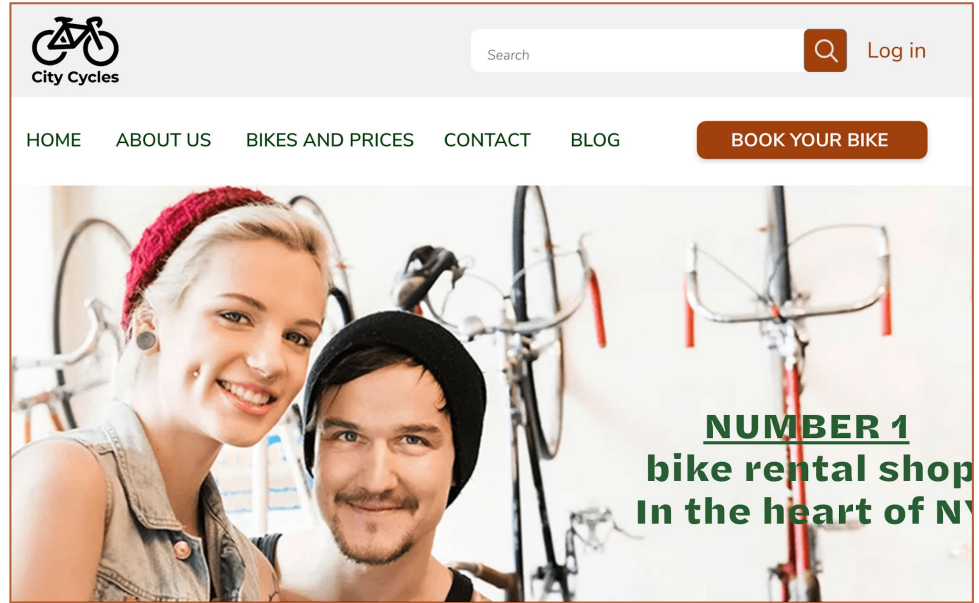 City Cycles
Search
Log in
HOME ABOUT US BIKES AND PRICES CONTACT BLOG BOOK YOUR BIKE
NUMBER 1
bike rental shop
In the heart of NY